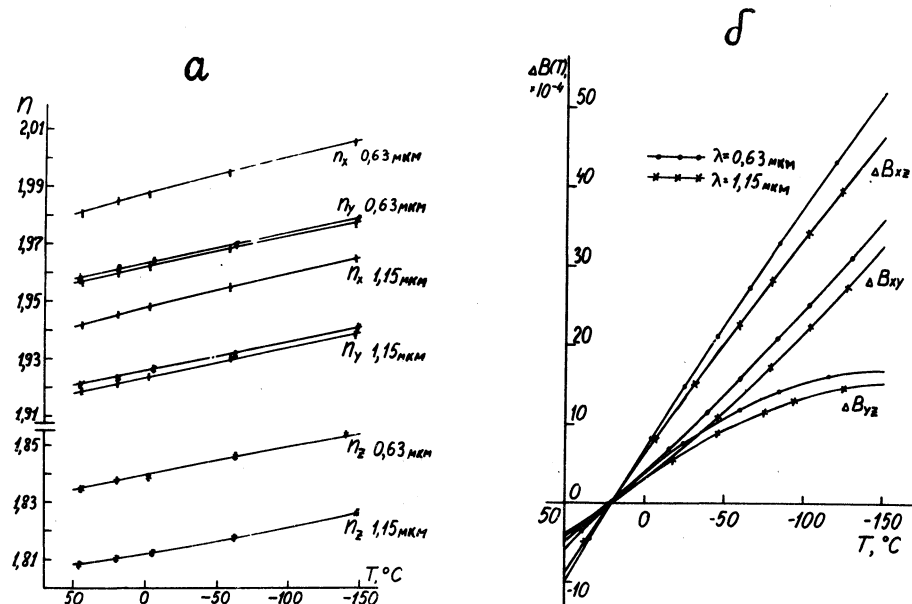 а
n
2,01
1,99
1,97
1,95
1,93
1,91
1,85
1,83
1,81
nx 0,63 мкм
ny 0,63 мкм
nx 1,15 мкм
ny 1,15 мкм
nz 0,63 мкм
nz 1,15 мкм
T, °C
50 0 -50 -100 -150
б
ΔB(T),
×10⁻⁴
50
40
30
20
10
0
-10
λ=0,63 мкм
λ=1,15 мкм
ΔBxz
ΔBxy
ΔByz
50 0 -50 -100 -150
T, °C